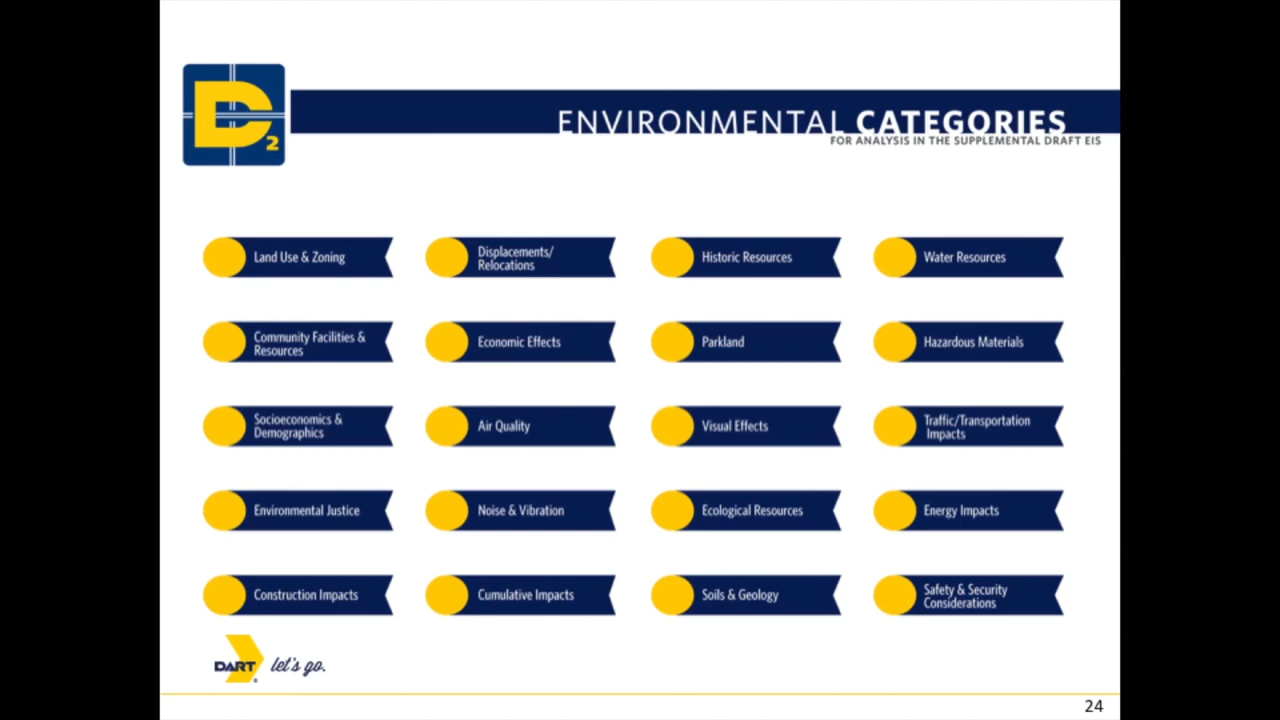 D2
ENVIRONMENTAL CATEGORIES
FOR ANALYSIS IN THE SUPPLEMENTAL DRAFT EIS
Land Use & Zoning
Displacements/
Relocations
Historic Resources
Water Resources
Community Facilities &
Resources
Economic Effects
Parkland
Hazardous Materials
Socioeconomics &
Demographics
Air Quality
Visual Effects
Traffic/Transportation
Impacts
Environmental Justice
Noise & Vibration
Ecological Resources
Energy Impacts
Construction Impacts
Cumulative Impacts
Soils & Geology
Safety & Security
Considerations
DART let's go.
24